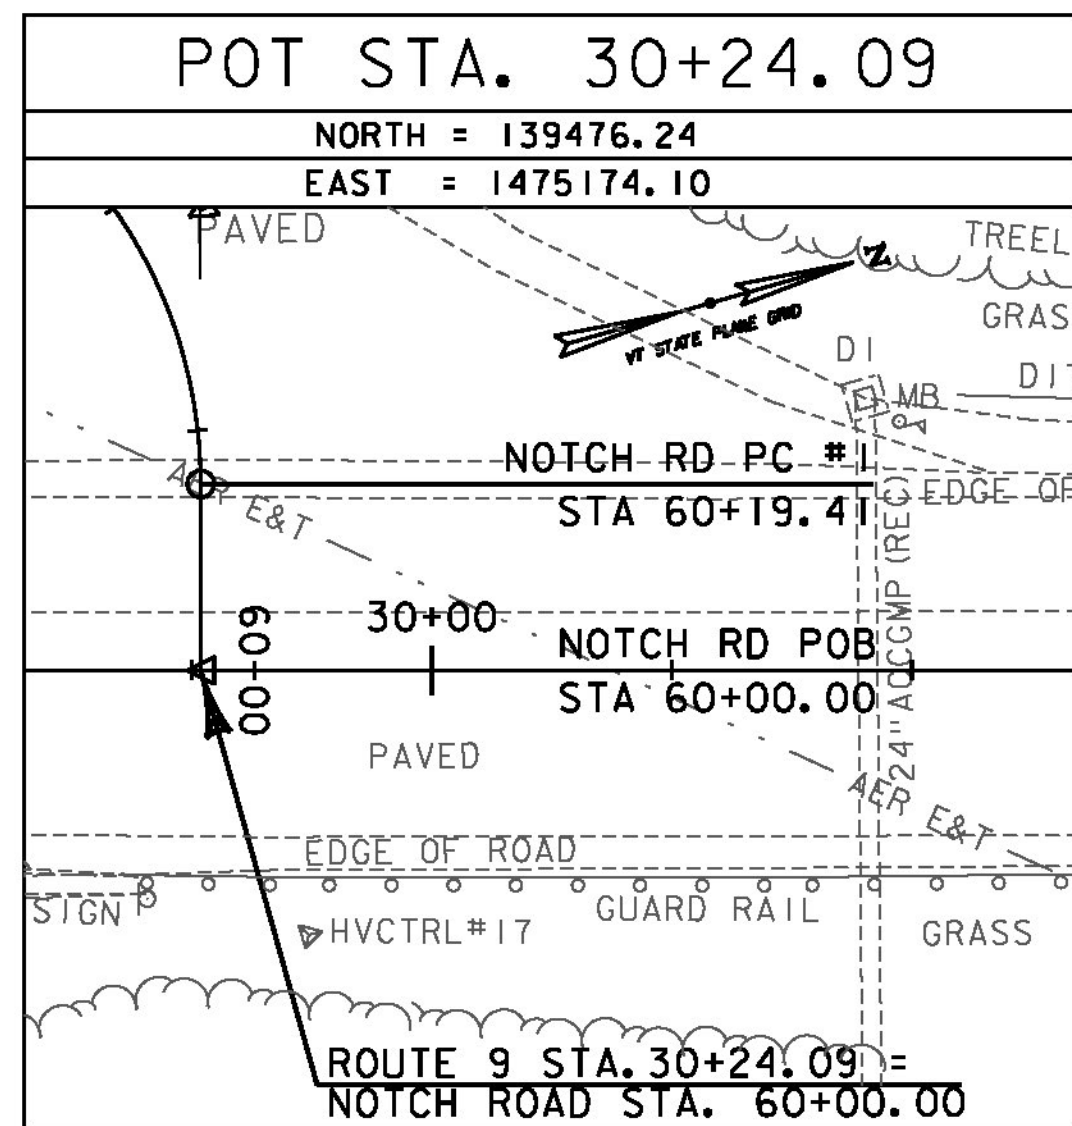 POT STA. 30+24.09
NORTH = 139476.24
EAST = 1475174.10
PAVED
TREEL
VT STATE PLANE GRID
N
GRAS
DI
DIT
MB
NOTCH RD PC #1
STA 60+19.41
EDGE OF
AER E&T
24" ACCGMP (REC)
60+00
30+00
NOTCH RD POB
STA 60+00.00
PAVED
AER E&T
EDGE OF ROAD
SIGN
GUARD RAIL
HVCTRL#17
GRASS
ROUTE 9 STA.30+24.09 =
NOTCH ROAD STA. 60+00.00